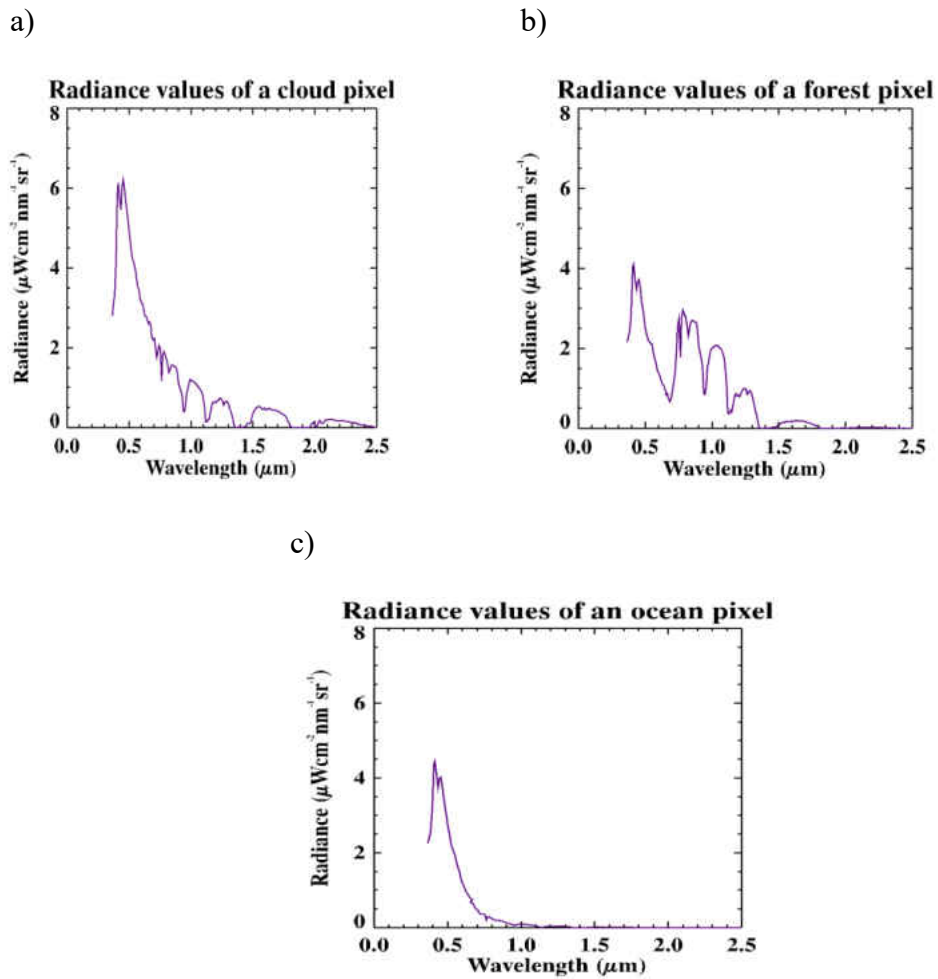 a)
b)
Radiance values of a cloud pixel
8
6
4
2
0
0.0 0.5 1.0 1.5 2.0 2.5
Wavelength (μm)
Radiance (μWcm⁻²nm⁻¹sr⁻¹)
Radiance values of a forest pixel
8
6
4
2
0
0.0 0.5 1.0 1.5 2.0 2.5
Wavelength (μm)
Radiance (μWcm⁻²nm⁻¹sr⁻¹)
c)
Radiance values of an ocean pixel
8
6
4
2
0
0.0 0.5 1.0 1.5 2.0 2.5
Wavelength (μm)
Radiance (μWcm⁻²nm⁻¹sr⁻¹)